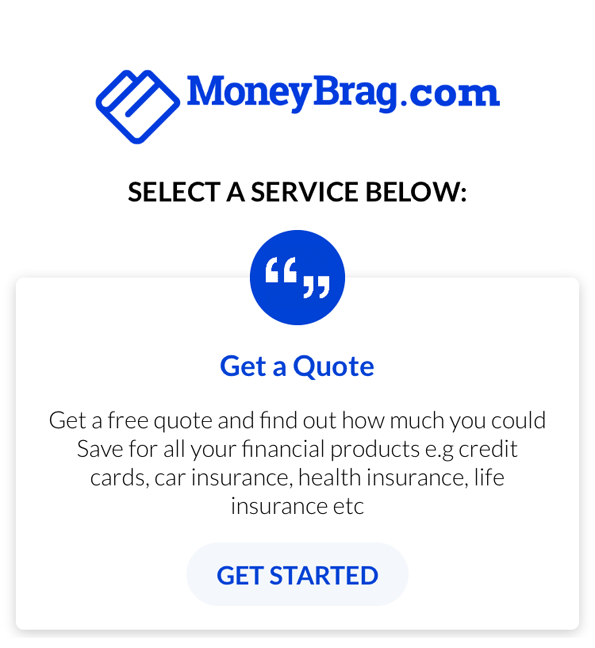 MoneyBrag.com
SELECT A SERVICE BELOW:
“ ”
Get a Quote
Get a free quote and find out how much you could
Save for all your financial products e.g credit
cards, car insurance, health insurance, life
insurance etc
GET STARTED